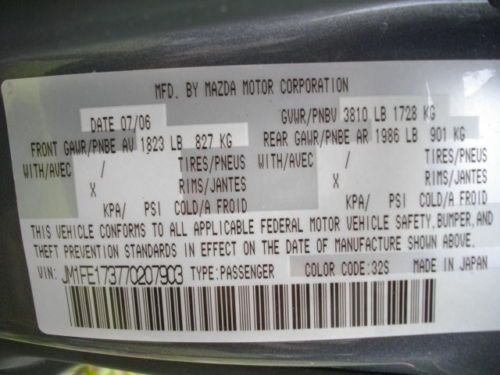 MFD. BY MAZDA MOTOR CORPORATION
DATE 07/06 GVWR/PNBV 3810 LB 1728 KG
FRONT GAWR/PNBE AV 1823 LB 827 KG REAR GAWR/PNBE AR 1986 LB 901 KG
WITH/AVEC / TIRES/PNEUS WITH/AVEC / TIRES/PNEUS
X RIMS/JANTES X RIMS/JANTES
KPA/ PSI COLD/A FROID KPA/ PSI COLD/A FROID
THIS VEHICLE CONFORMS TO ALL APPLICABLE FEDERAL MOTOR VEHICLE SAFETY, BUMPER, AND
THEFT PREVENTION STANDARDS IN EFFECT ON THE DATE OF MANUFACTURE SHOWN ABOVE.
VIN: JM1FE173770207903 TYPE:PASSENGER COLOR CODE:32S MADE IN JAPAN